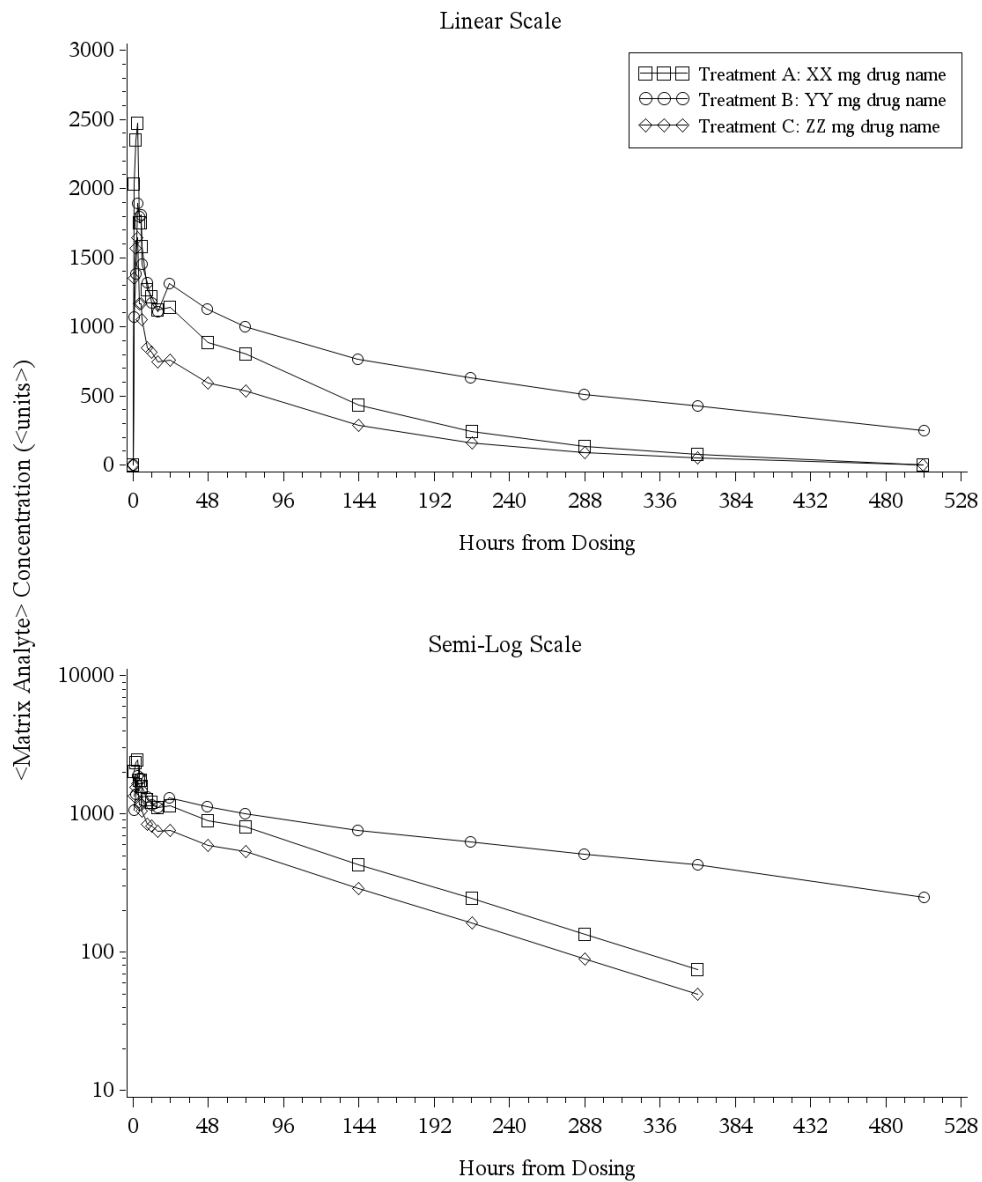 Linear Scale
3000
2500
2000
1500
1000
500
0
Treatment A: XX mg drug name
Treatment B: YY mg drug name
Treatment C: ZZ mg drug name
0 48 96 144 192 240 288 336 384 432 480 528
Hours from Dosing
<Matrix Analyte> Concentration (<units>)
Semi-Log Scale
10000
1000
100
10
0 48 96 144 192 240 288 336 384 432 480 528
Hours from Dosing